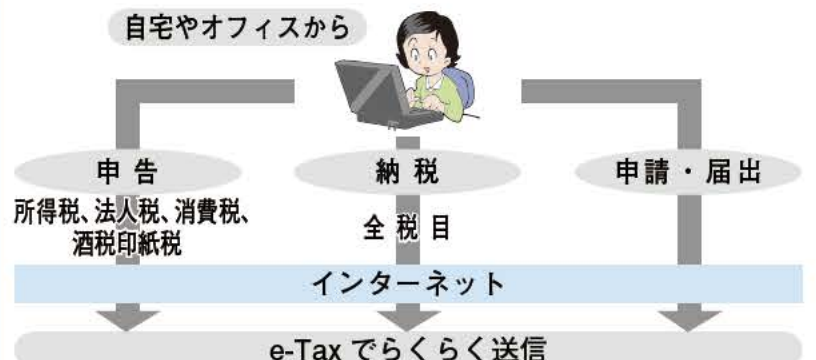 自宅やオフィスから
申告
納税
申請・届出
所得税、法人税、消費税、
酒税印紙税
全税目
インターネット
e-Tax でらくらく送信